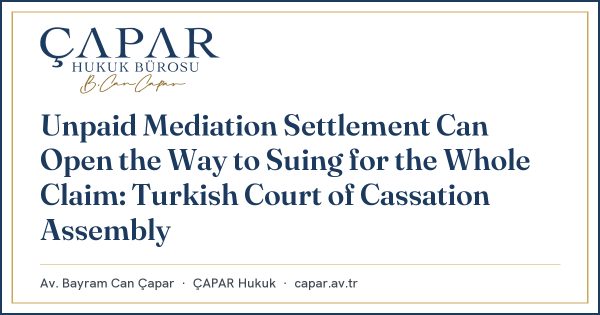 ÇAPAR
HUKUK BÜROSU
B. Can Çapar
Unpaid Mediation Settlement Can
Open the Way to Suing for the Whole
Claim: Turkish Court of Cassation
Assembly
Av. Bayram Can Çapar · ÇAPAR Hukuk · capar.av.tr